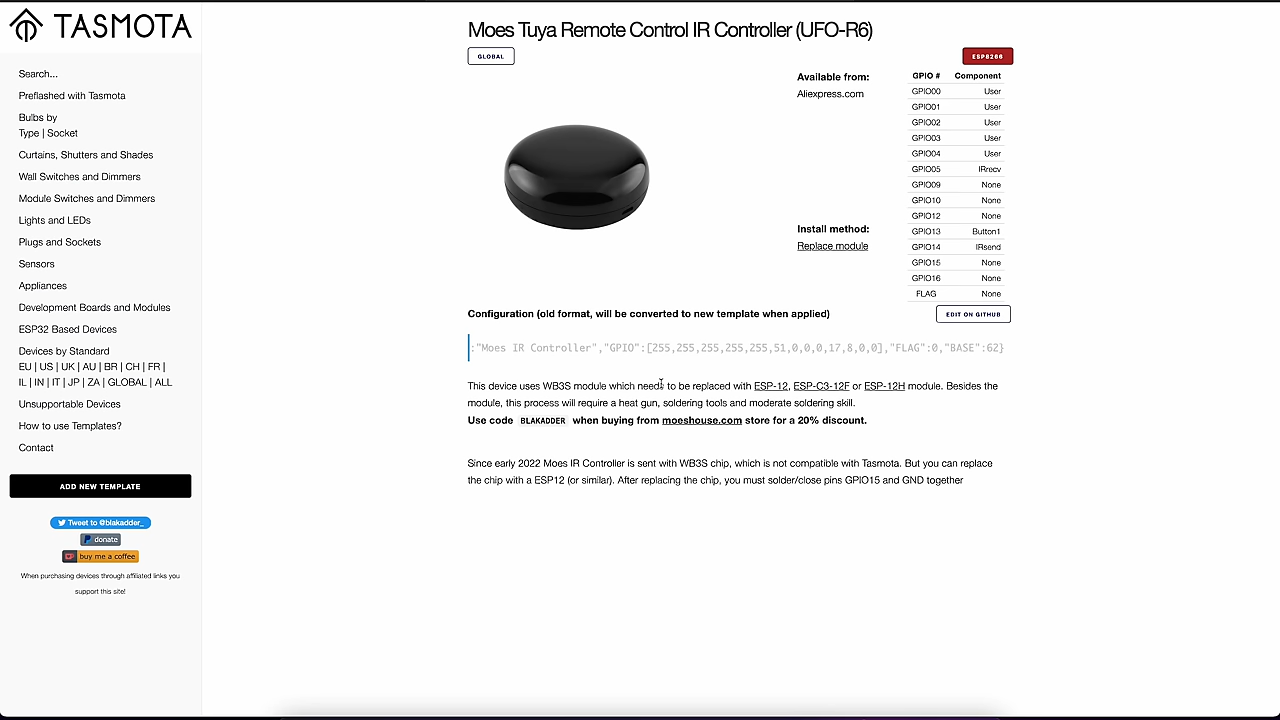 TASMOTA
Search...
Preflashed with Tasmota
Bulbs by
Type | Socket
Curtains, Shutters and Shades
Wall Switches and Dimmers
Module Switches and Dimmers
Lights and LEDs
Plugs and Sockets
Sensors
Appliances
Development Boards and Modules
ESP32 Based Devices
Devices by Standard
EU | US | UK | AU | BR | CH | FR |
IL | IN | IT | JP | ZA | GLOBAL | ALL
Unsupportable Devices
How to use Templates?
Contact
ADD NEW TEMPLATE
Tweet to @blakadder_
donate
buy me a coffee
When purchasing devices through affiliated links you
support this site!
Moes Tuya Remote Control IR Controller (UFO-R6)
GLOBAL
ESP8266
Available from:
Aliexpress.com
Install method:
Replace module
GPIO # Component
GPIO00 User
GPIO01 User
GPIO02 User
GPIO03 User
GPIO04 User
GPIO05 IRrecv
GPIO09 None
GPIO10 None
GPIO12 None
GPIO13 Button1
GPIO14 IRsend
GPIO15 None
GPIO16 None
FLAG None
Configuration (old format, will be converted to new template when applied)
EDIT ON GITHUB
:"Moes IR Controller","GPIO":[255,255,255,255,255,51,0,0,0,17,8,0,0],"FLAG":0,"BASE":62}
This device uses WB3S module which needs to be replaced with ESP-12, ESP-C3-12F or ESP-12H module. Besides the
module, this process will require a heat gun, soldering tools and moderate soldering skill.
Use code BLAKADDER when buying from moeshouse.com store for a 20% discount.
Since early 2022 Moes IR Controller is sent with WB3S chip, which is not compatible with Tasmota. But you can replace
the chip with a ESP12 (or similar). After replacing the chip, you must solder/close pins GPIO15 and GND together